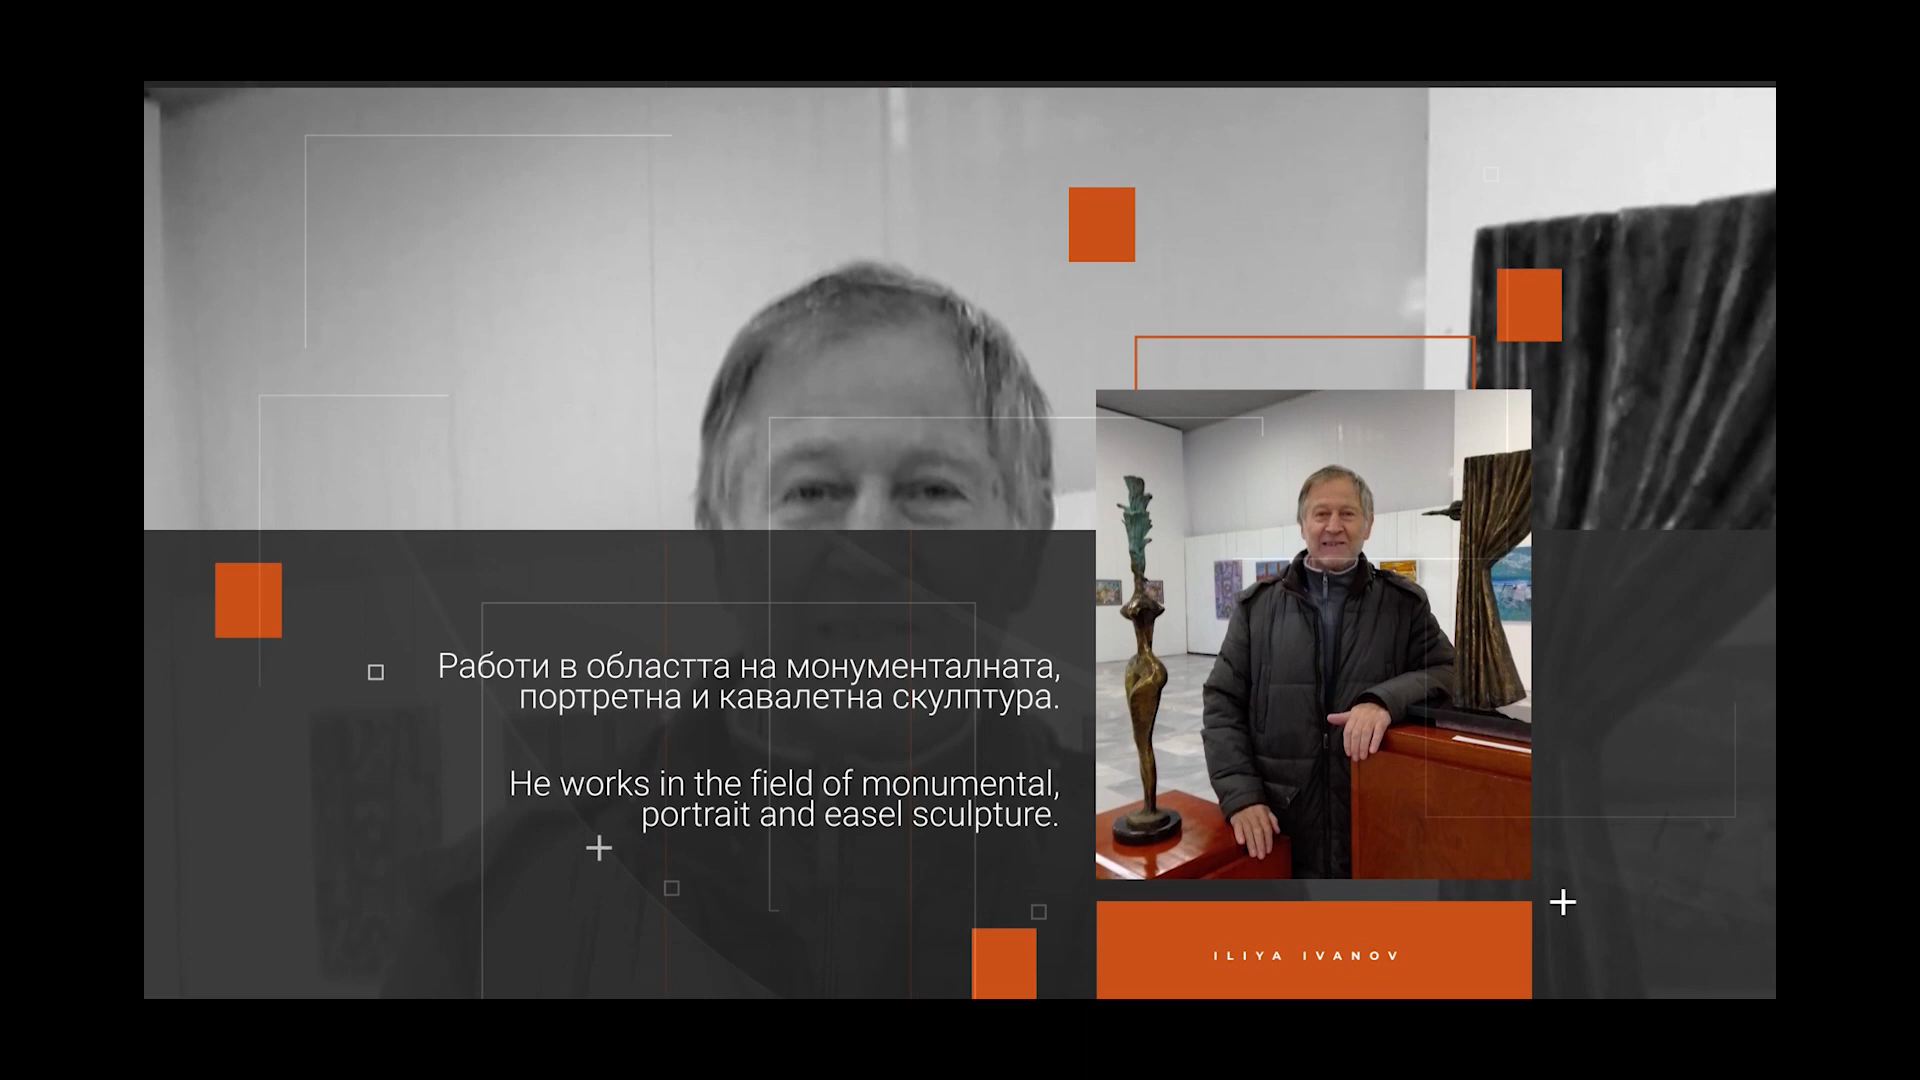 Работи в областта на монументалната,
портретна и кавалетна скулптура.
He works in the field of monumental,
portrait and easel sculpture.
ILIYA IVANOV